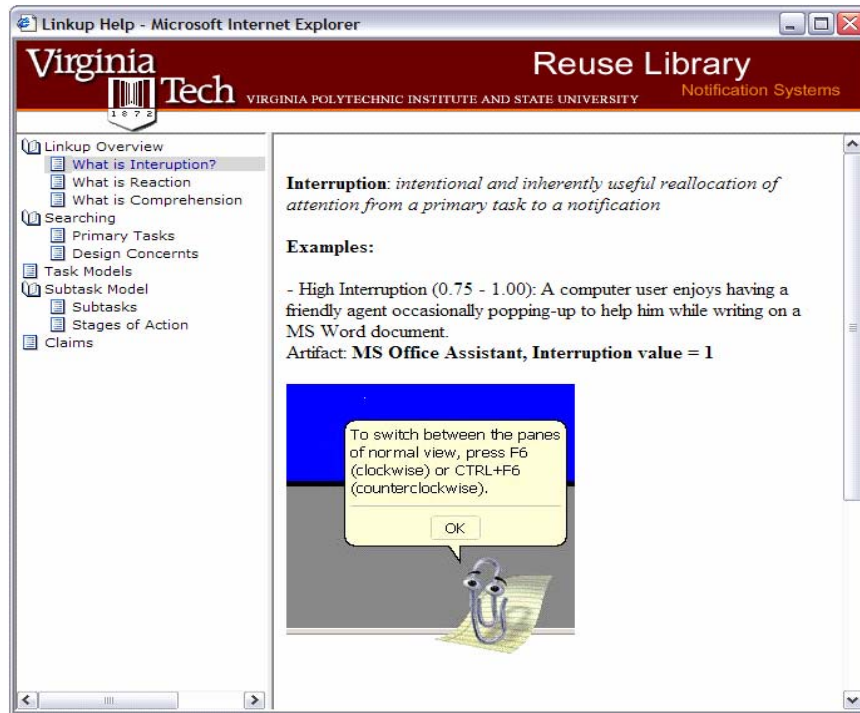 Linkup Help - Microsoft Internet Explorer
Virginia
Tech
1872
VIRGINIA POLYTECHNIC INSTITUTE AND STATE UNIVERSITY
Reuse Library
Notification Systems
Linkup Overview
What is Interuption?
What is Reaction
What is Comprehension
Searching
Primary Tasks
Design Concernts
Task Models
Subtask Model
Subtasks
Stages of Action
Claims
Interruption: intentional and inherently useful reallocation of
attention from a primary task to a notification
Examples:
- High Interruption (0.75 - 1.00): A computer user enjoys having a
friendly agent occasionally popping-up to help him while writing on a
MS Word document.
Artifact: MS Office Assistant, Interruption value = 1
To switch between the panes
of normal view, press F6
(clockwise) or CTRL+F6
(counterclockwise).
OK